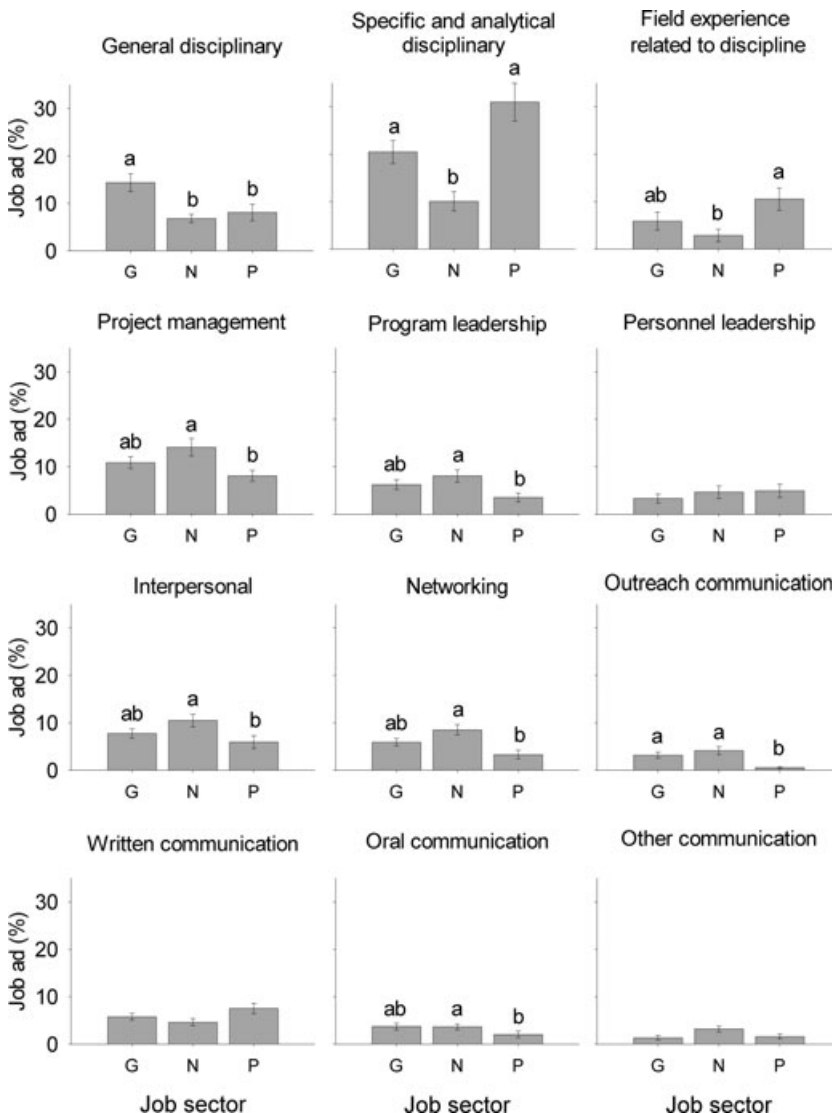 General disciplinary
Specific and analytical
disciplinary
Field experience
related to discipline
Job ad (%)
30
20
10
0
a
b
b
G N P
a
b
a
G N P
ab
b
a
G N P
Project management
Program leadership
Personnel leadership
Job ad (%)
30
20
10
0
ab
a
b
G N P
ab
a
b
G N P
G N P
Interpersonal
Networking
Outreach communication
Job ad (%)
30
20
10
0
ab
a
b
G N P
ab
a
b
G N P
a
a
b
G N P
Written communication
Oral communication
Other communication
Job ad (%)
30
20
10
0
G N P
ab
a
b
G N P
G N P
Job sector
Job sector
Job sector